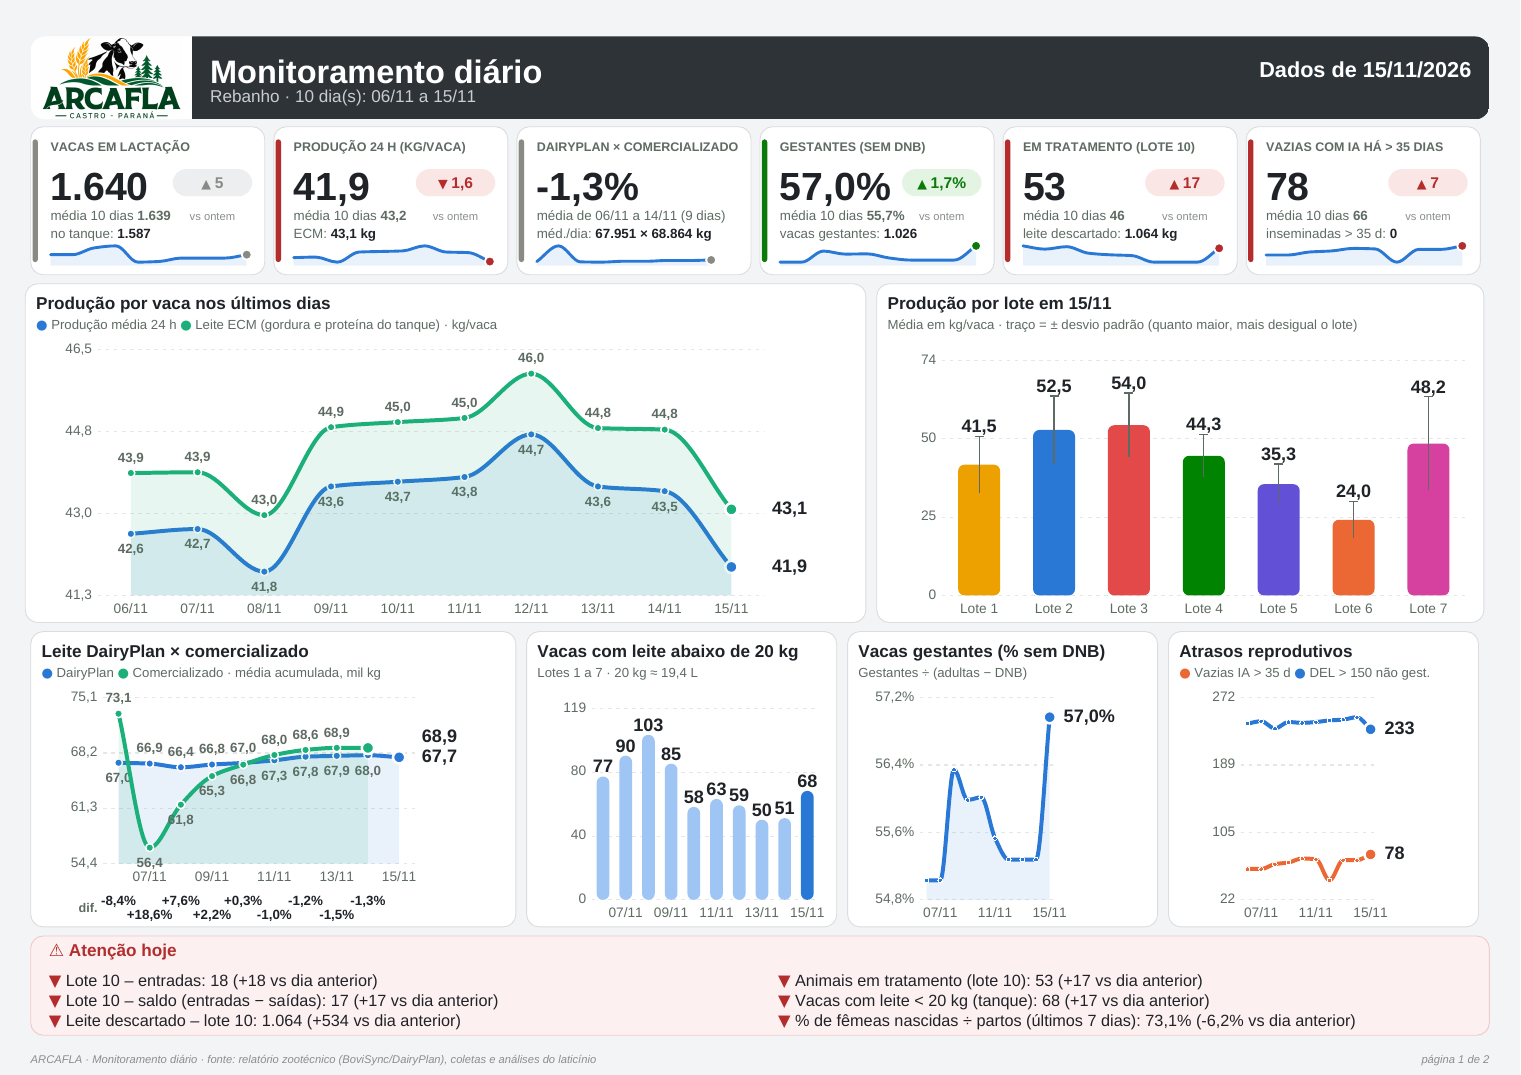 ARCAFLA
CASTRO - PARANÁ
Monitoramento diário
Rebanho · 10 dia(s): 06/11 a 15/11
Dados de 15/11/2026
VACAS EM LACTAÇÃO
1.640 ▲ 5
média 10 dias 1.639 vs ontem
no tanque: 1.587
PRODUÇÃO 24 H (KG/VACA)
41,9 ▼ 1,6
média 10 dias 43,2 vs ontem
ECM: 43,1 kg
DAIRYPLAN × COMERCIALIZADO
-1,3%
média de 06/11 a 14/11 (9 dias)
méd./dia: 67.951 × 68.864 kg
GESTANTES (SEM DNB)
57,0% ▲ 1,7%
média 10 dias 55,7% vs ontem
vacas gestantes: 1.026
EM TRATAMENTO (LOTE 10)
53 ▲ 17
média 10 dias 46 vs ontem
leite descartado: 1.064 kg
VAZIAS COM IA HÁ > 35 DIAS
78 ▲ 7
média 10 dias 66 vs ontem
inseminadas > 35 d: 0
Produção por vaca nos últimos dias
Produção média 24 h Leite ECM (gordura e proteína do tanque) · kg/vaca
46,5
44,8
43,0
41,3
43,9 43,9 43,0 44,9 45,0 45,0 46,0 44,8 44,8 43,1
42,6 42,7 41,8 43,6 43,7 43,8 44,7 43,6 43,5 41,9
06/11 07/11 08/11 09/11 10/11 11/11 12/11 13/11 14/11 15/11
Produção por lote em 15/11
Média em kg/vaca · traço = ± desvio padrão (quanto maior, mais desigual o lote)
74
50
25
0
41,5 52,5 54,0 44,3 35,3 24,0 48,2
Lote 1 Lote 2 Lote 3 Lote 4 Lote 5 Lote 6 Lote 7
Leite DairyPlan × comercializado
DairyPlan Comercializado · média acumulada, mil kg
75,1
68,2
61,3
54,4
73,1 66,9 66,4 66,8 67,0 68,0 68,6 68,9 68,9
67,0 56,4 61,8 65,3 66,8 67,3 67,8 67,9 68,0 67,7
07/11 09/11 11/11 13/11 15/11
dif. -8,4% +18,6% +7,6% +2,2% +0,3% -1,0% -1,2% -1,5% -1,3%
Vacas com leite abaixo de 20 kg
Lotes 1 a 7 · 20 kg ≈ 19,4 L
119
80
40
0
77 90 103 85 58 63 59 50 51 68
07/11 09/11 11/11 13/11 15/11
Vacas gestantes (% sem DNB)
Gestantes ÷ (adultas − DNB)
57,2%
56,4%
55,6%
54,8%
57,0%
07/11 11/11 15/11
Atrasos reprodutivos
Vazias IA > 35 d DEL > 150 não gest.
272
189
105
22
233
78
07/11 11/11 15/11
⚠ Atenção hoje
▼ Lote 10 – entradas: 18 (+18 vs dia anterior)
▼ Lote 10 – saldo (entradas − saídas): 17 (+17 vs dia anterior)
▼ Leite descartado – lote 10: 1.064 (+534 vs dia anterior)
▼ Animais em tratamento (lote 10): 53 (+17 vs dia anterior)
▼ Vacas com leite < 20 kg (tanque): 68 (+17 vs dia anterior)
▼ % de fêmeas nascidas ÷ partos (últimos 7 dias): 73,1% (-6,2% vs dia anterior)
ARCAFLA · Monitoramento diário · fonte: relatório zootécnico (BoviSync/DairyPlan), coletas e análises do laticínio
página 1 de 2